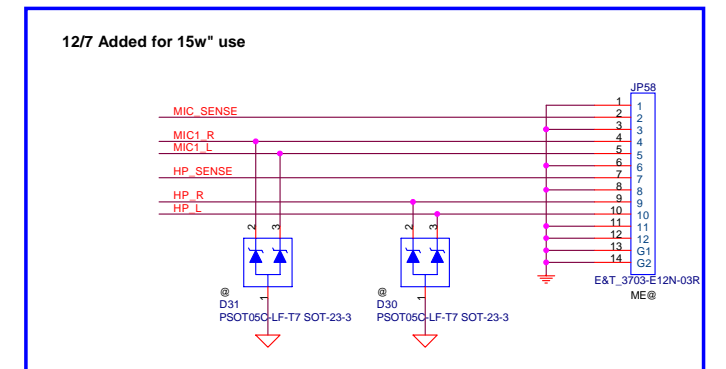 12/7 Added for 15w" use
JP58
MIC_SENSE
MIC1_R
MIC1_L
HP_SENSE
HP_R
HP_L
1 1
2 2
3 3
4 4
5 5
6 6
7 7
8 8
9 9
10 10
11 11
12 12
13 G1
14 G2
E&T_3703-E12N-03R
ME@
2 3
2 3
1
1
@
D31
PSOT05C-LF-T7 SOT-23-3
@
D30
PSOT05C-LF-T7 SOT-23-3